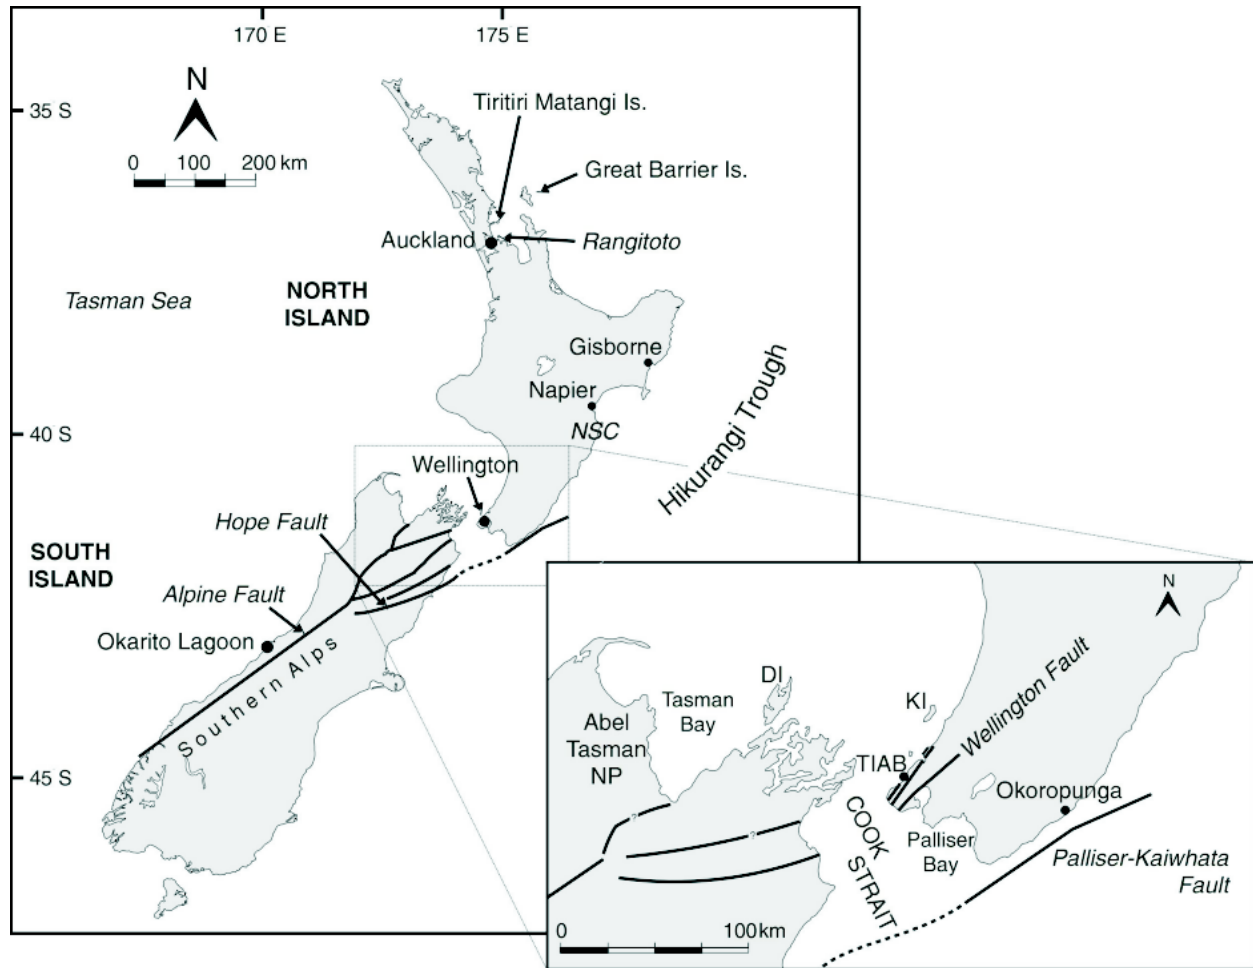 170 E
175 E
35 S
40 S
45 S
N
0 100 200 km
Tiritiri Matangi Is.
Great Barrier Is.
Auckland
Rangitoto
Tasman Sea
NORTH
ISLAND
Gisborne
Napier
NSC
Hikurangi Trough
Wellington
Hope Fault
SOUTH
ISLAND
Alpine Fault
Okarito Lagoon
Southern Alps
N
DI
Tasman
Bay
Abel
Tasman
NP
KI
Wellington Fault
TIAB
Okoropunga
COOK
STRAIT
Palliser
Bay
Palliser-Kaiwhata
Fault
?
?
0 100 km